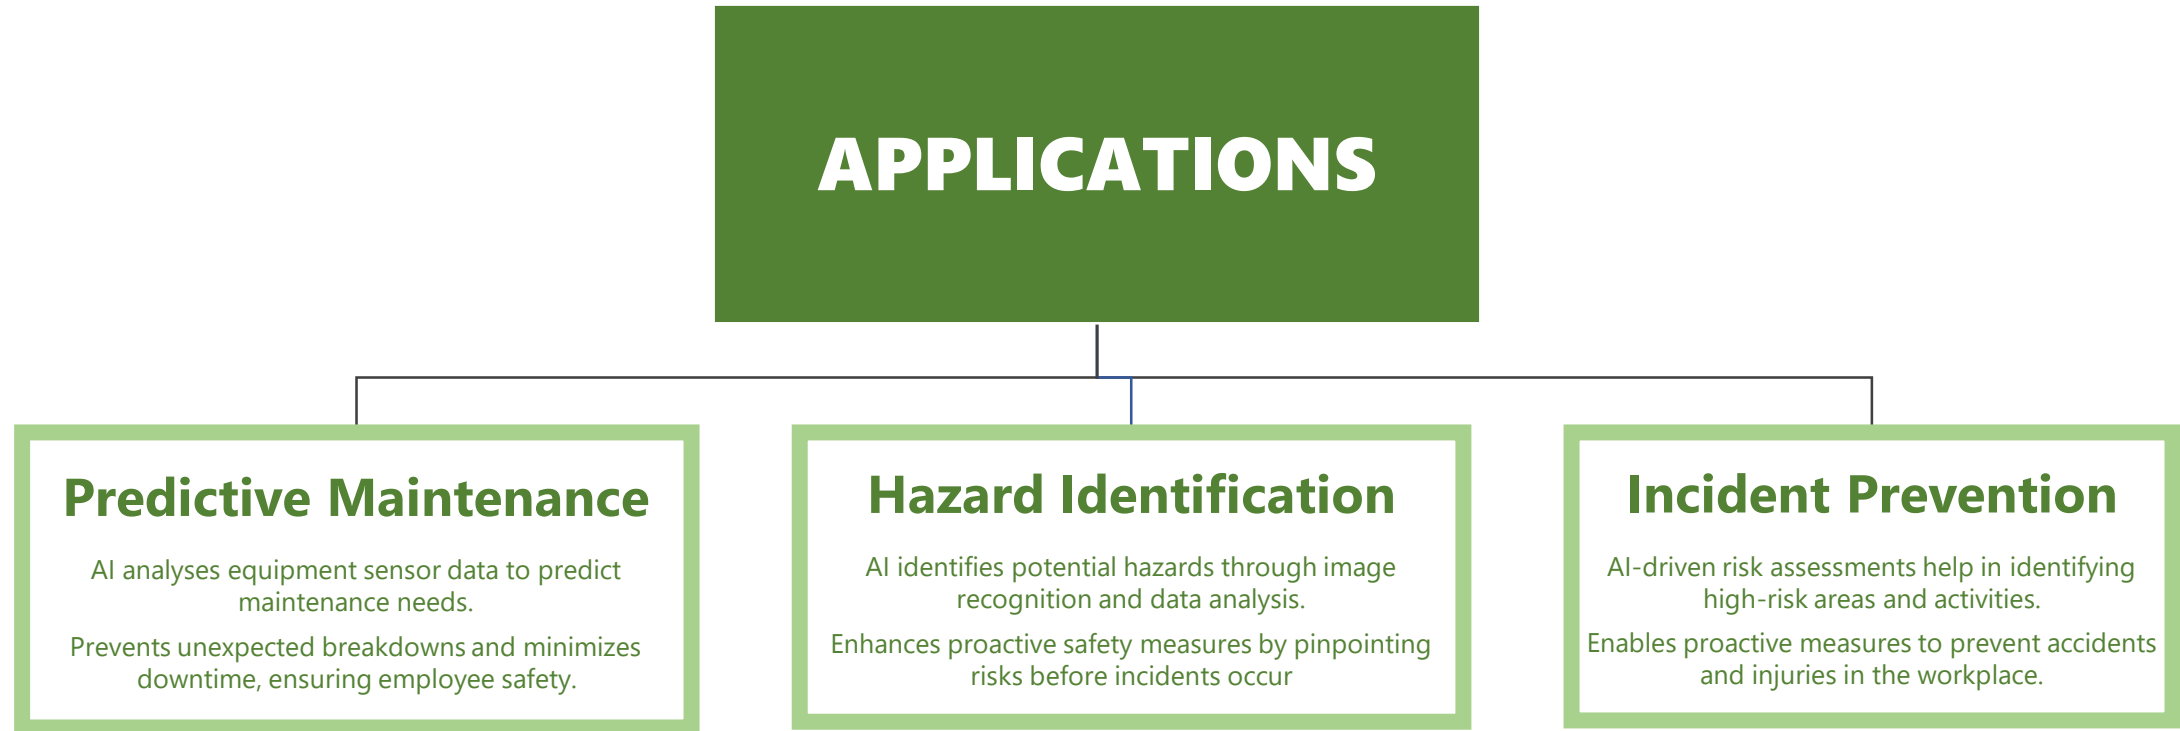 APPLICATIONS
Predictive Maintenance
AI analyses equipment sensor data to predict
maintenance needs.
Prevents unexpected breakdowns and minimizes
downtime, ensuring employee safety.
Hazard Identification
AI identifies potential hazards through image
recognition and data analysis.
Enhances proactive safety measures by pinpointing
risks before incidents occur
Incident Prevention
AI-driven risk assessments help in identifying
high-risk areas and activities.
Enables proactive measures to prevent accidents
and injuries in the workplace.